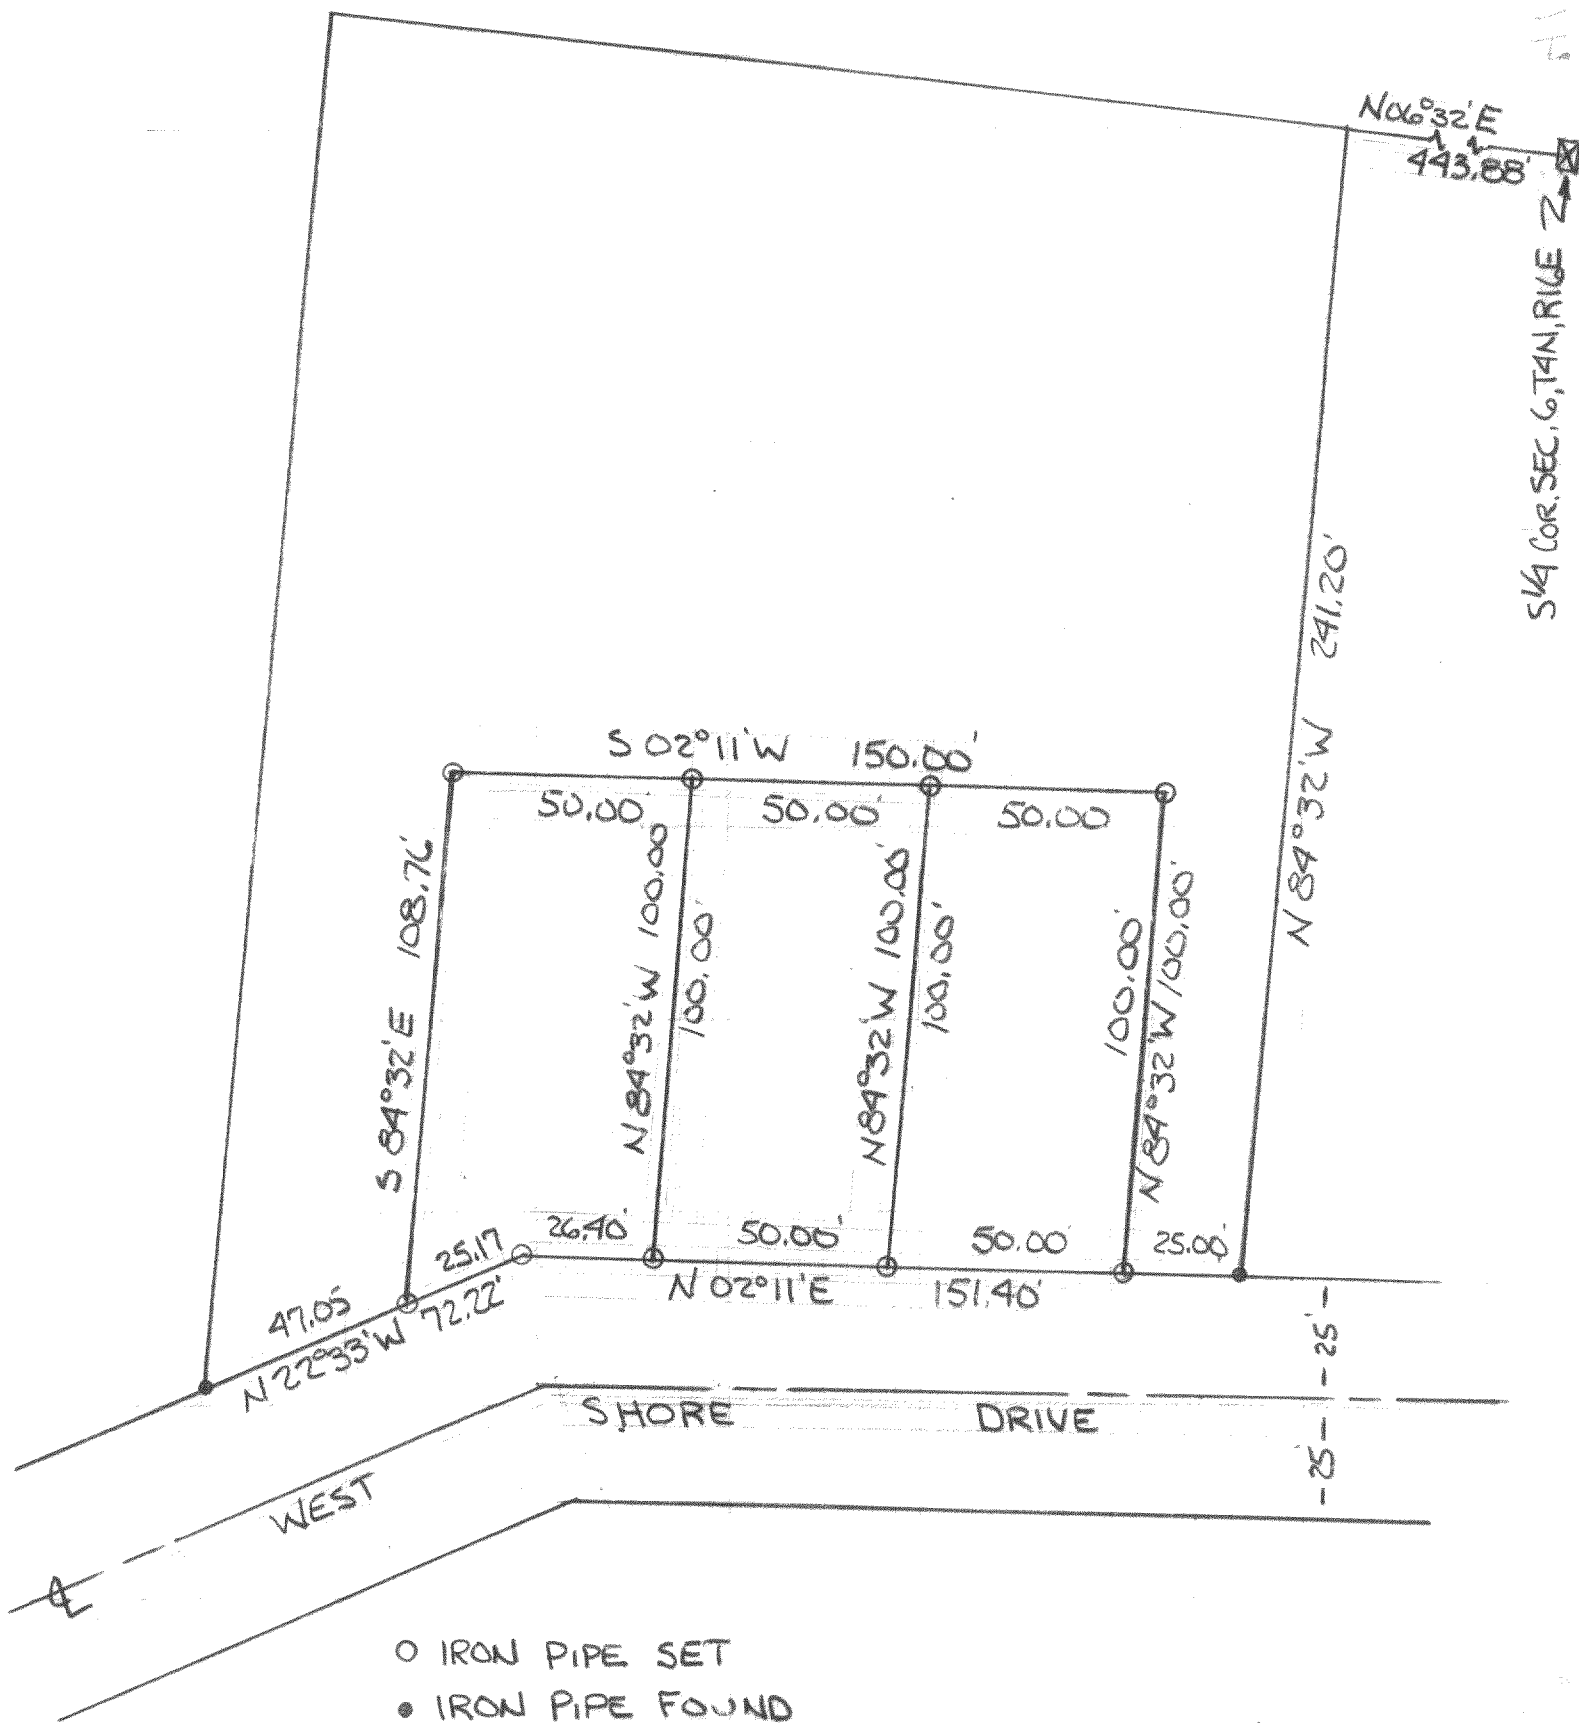 N06°32'E
443.88'
S¼ COR. SEC. 6, T4N, R16E
N 84°32'W 241.20'
S 02°11'W 150.00'
50.00'
50.00'
50.00
S 84°32'E 108.76'
N 84°32'W 100.00
100.00'
N 84°32'W 100.00'
100.00'
100.00'
N 84°32'W 100.00'
47.05
25.17
26.40'
50.00'
50.00
25.00'
N 22°33'W 72.22'
N 02°11'E 151.40'
25'
25
WEST SHORE DRIVE
℄
IRON PIPE SET
IRON PIPE FOUND